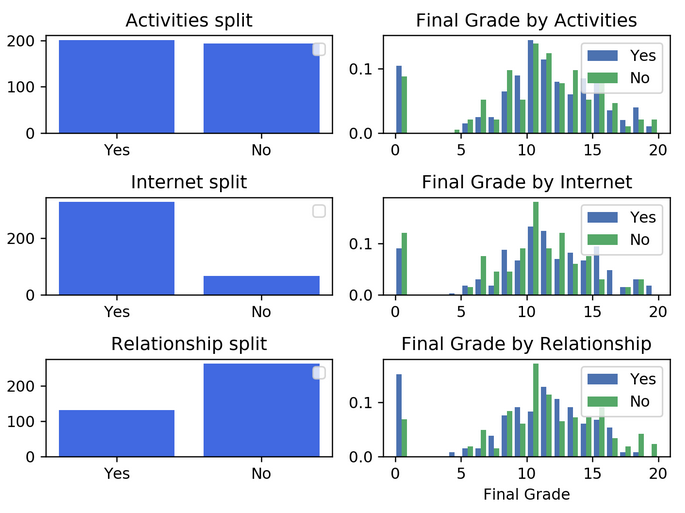 Activities split
200
100
0
Yes No
Final Grade by Activities
0.1
0.0
0 5 10 15 20
Yes
No
Internet split
200
0
Yes No
Final Grade by Internet
0.1
0.0
0 5 10 15 20
Yes
No
Relationship split
200
100
0
Yes No
Final Grade by Relationship
0.1
0.0
0 5 10 15 20
Yes
No
Final Grade